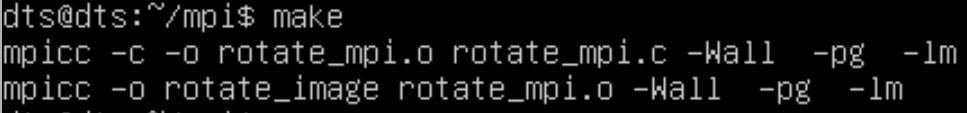 dts@dts:~/mpi$ make
mpicc -c -o rotate_mpi.o rotate_mpi.c -Wall  -pg  -lm
mpicc -o rotate_image rotate_mpi.o -Wall  -pg  -lm